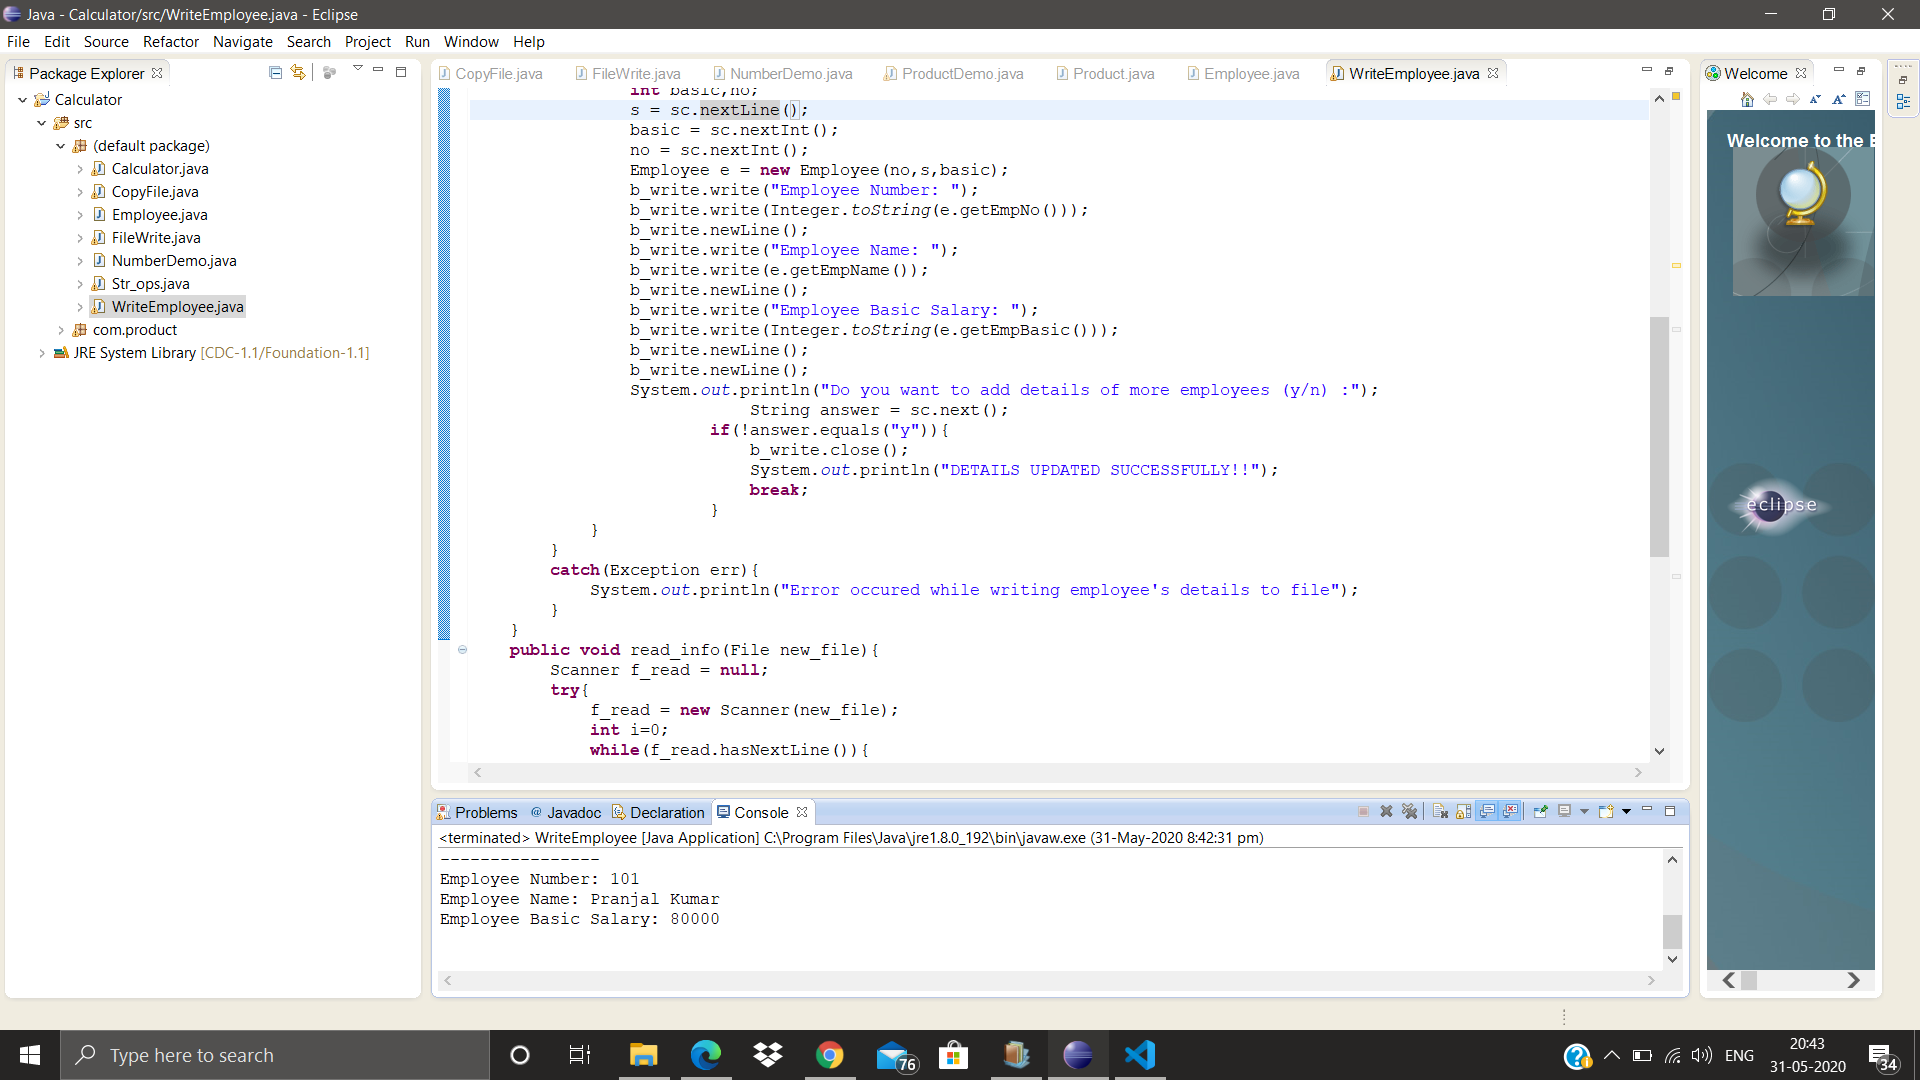 Java - Calculator/src/WriteEmployee.java - Eclipse
File Edit Source Refactor Navigate Search Project Run Window Help
Package Explorer
Calculator
src
(default package)
Calculator.java
CopyFile.java
Employee.java
FileWrite.java
NumberDemo.java
Str_ops.java
WriteEmployee.java
com.product
JRE System Library [CDC-1.1/Foundation-1.1]
CopyFile.java FileWrite.java NumberDemo.java ProductDemo.java Product.java Employee.java WriteEmployee.java
int basic,no;
s = sc.nextLine();
basic = sc.nextInt();
no = sc.nextInt();
Employee e = new Employee(no,s,basic);
b_write.write("Employee Number: ");
b_write.write(Integer.toString(e.getEmpNo()));
b_write.newLine();
b_write.write("Employee Name: ");
b_write.write(e.getEmpName());
b_write.newLine();
b_write.write("Employee Basic Salary: ");
b_write.write(Integer.toString(e.getEmpBasic()));
b_write.newLine();
b_write.newLine();
System.out.println("Do you want to add details of more employees (y/n) :");
String answer = sc.next();
if(!answer.equals("y")){
b_write.close();
System.out.println("DETAILS UPDATED SUCCESSFULLY!!");
break;
}
}
}
catch(Exception err){
System.out.println("Error occured while writing employee's details to file");
}
}
public void read_info(File new_file){
Scanner f_read = null;
try{
f_read = new Scanner(new_file);
int i=0;
while(f_read.hasNextLine()){
Problems @ Javadoc Declaration Console
<terminated> WriteEmployee [Java Application] C:\Program Files\Java\jre1.8.0_192\bin\javaw.exe (31-May-2020 8:42:31 pm)
----------------
Employee Number: 101
Employee Name: Pranjal Kumar
Employee Basic Salary: 80000
Welcome
Welcome to the E
eclipse
Type here to search
76
ENG
20:43
31-05-2020
34